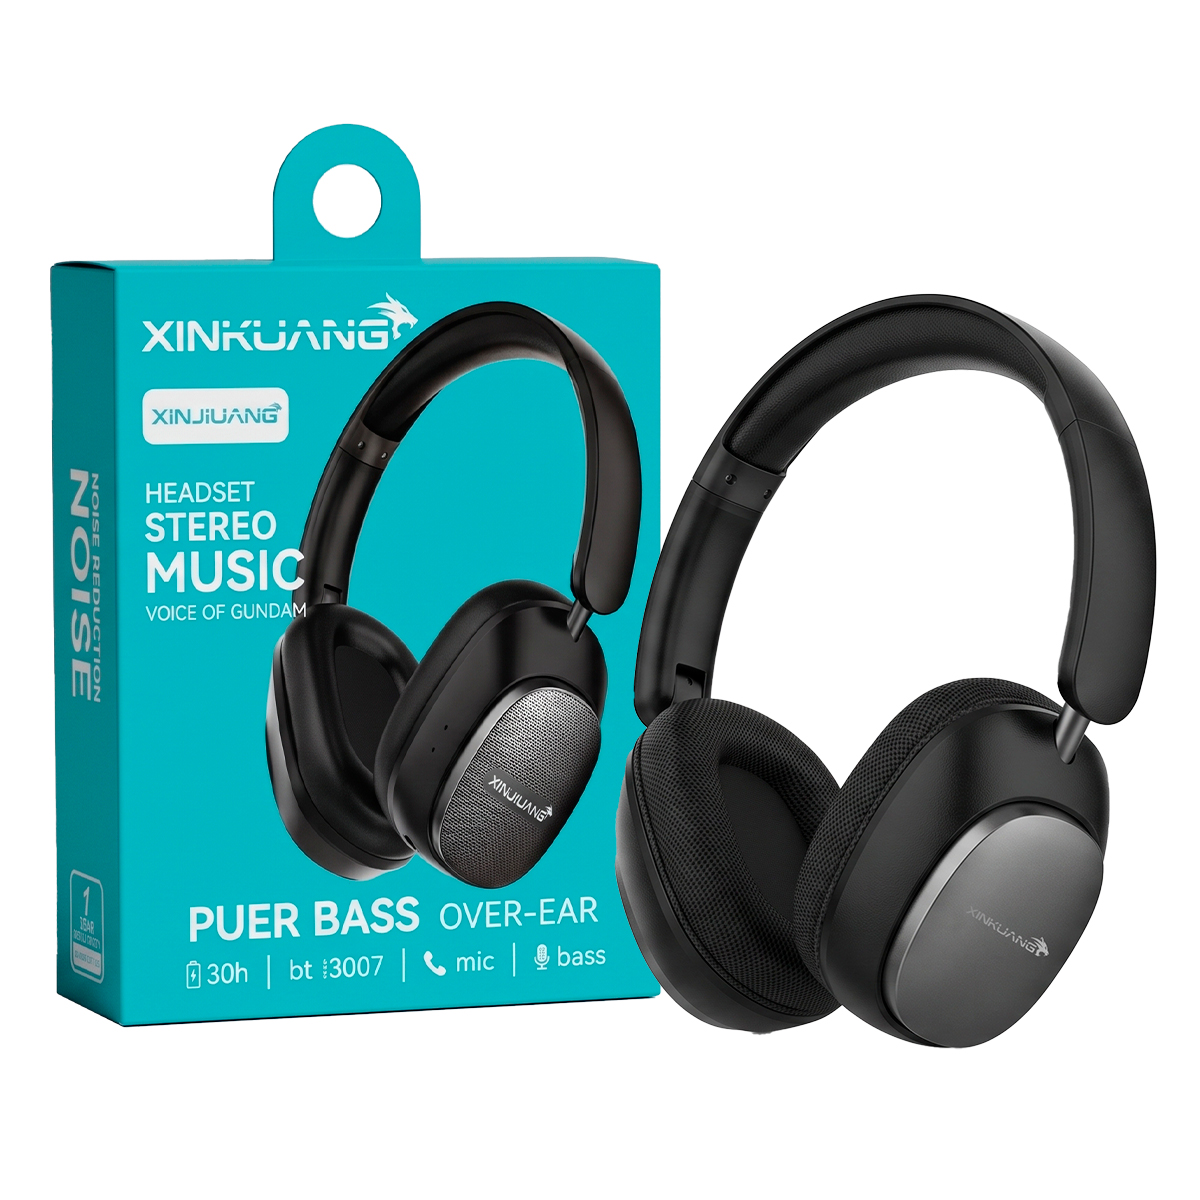 XINKUANG
XINJIUANG
HEADSET
STEREO
MUSIC
VOICE OF GUNDAM
NOISE REDUCTION
NOISE
XINJIUANG
PUER BASS OVER-EAR
30h | bt 3007 | mic | bass
1
XINKUANG